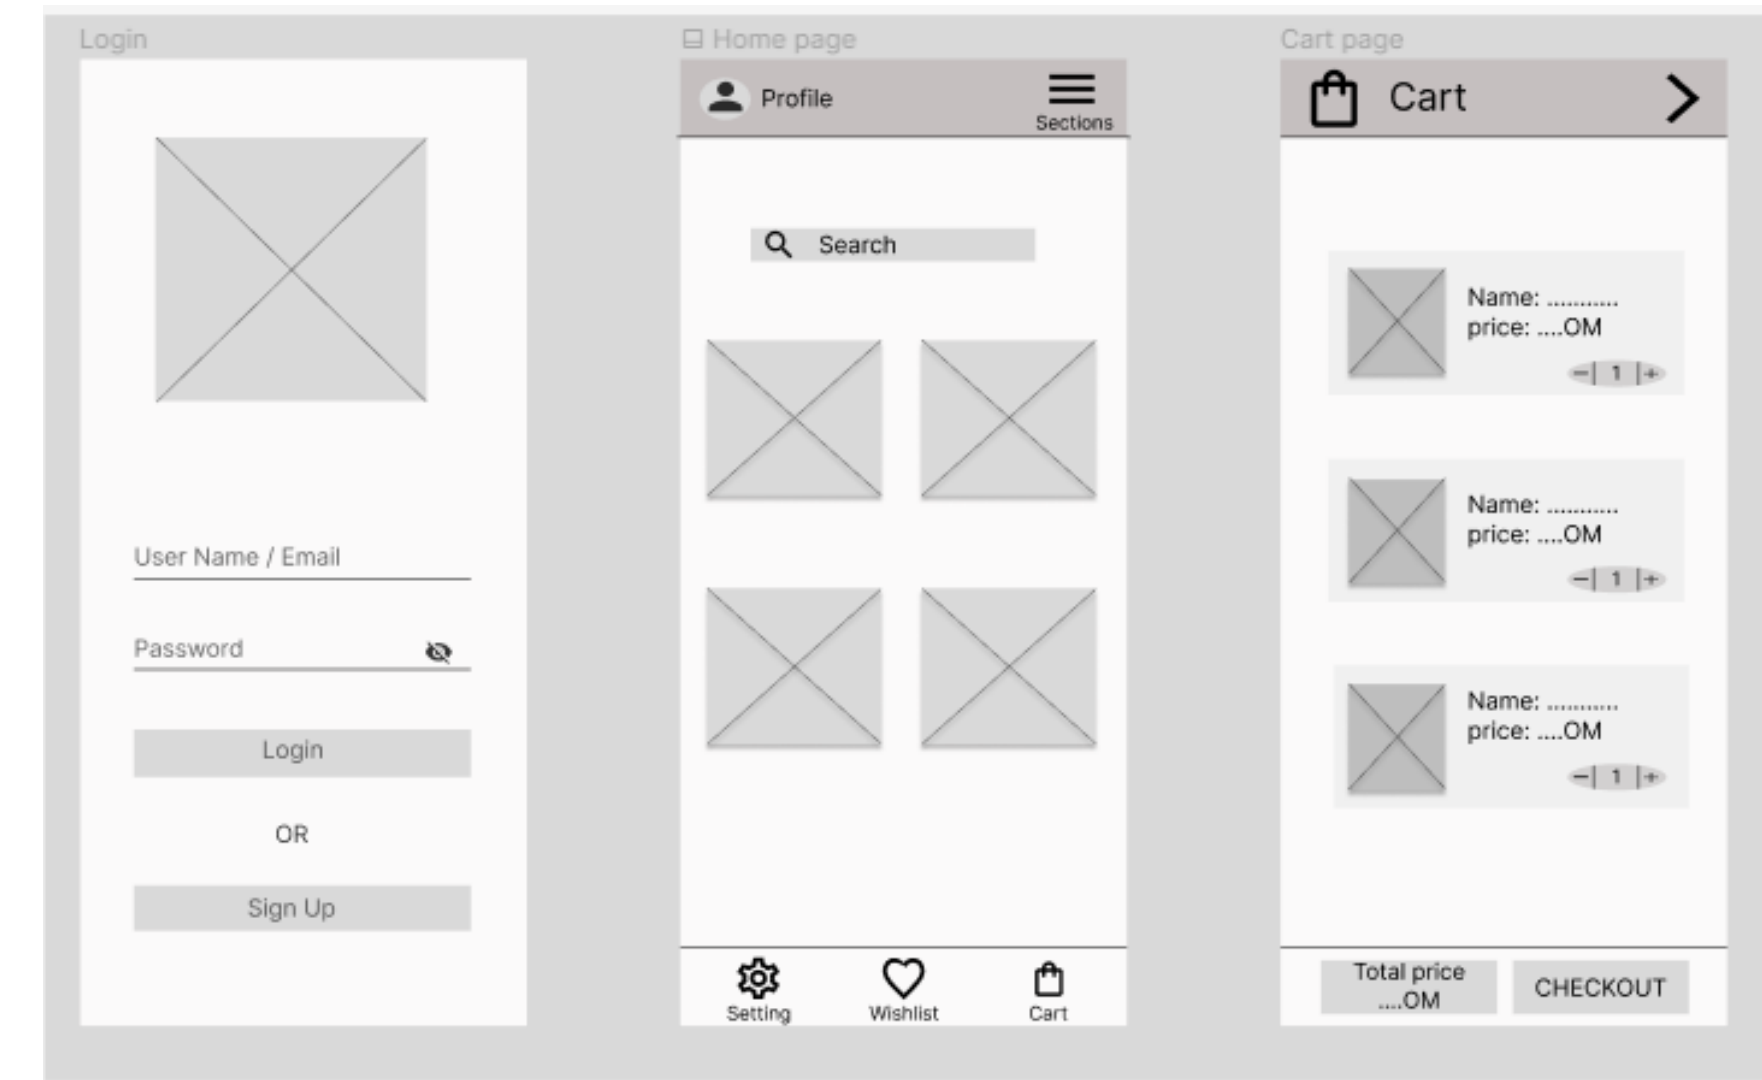 Login
User Name / Email
Password
Login
OR
Sign Up
Home page
Profile
Sections
Search
Setting
Wishlist
Cart
Cart page
Cart
Name: ...........
price: ....OM
1
Name: ...........
price: ....OM
1
Name: ...........
price: ....OM
1
Total price
....OM
CHECKOUT